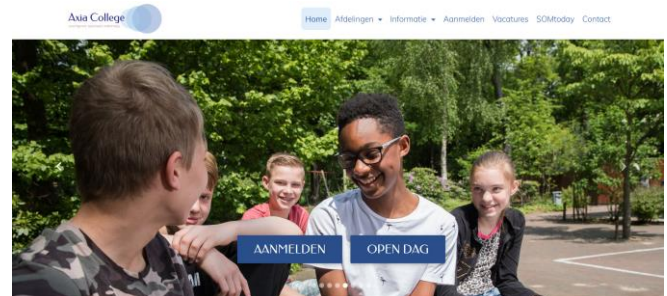 Axia College
Home Afdelingen Informatie Aanmelden Vacatures SOMtoday Contact
AANMELDEN OPEN DAG